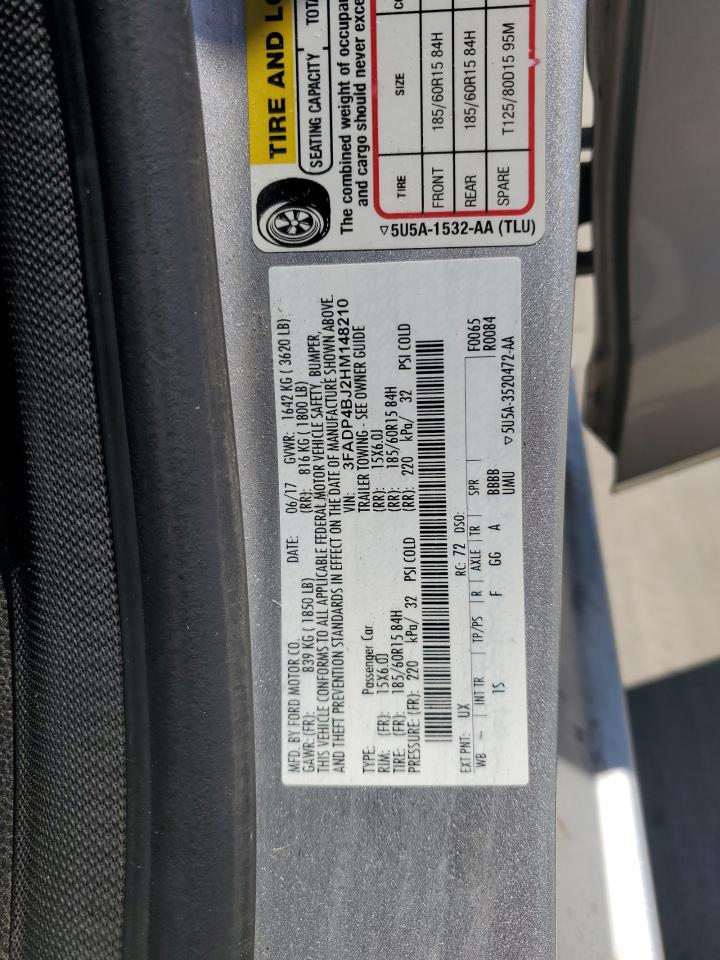 TIRE AND LO
SEATING CAPACITY TOTA
The combined weight of occupa
and cargo should never exce
TIRE SIZE CO
FRONT 185/60R15 84H
REAR 185/60R15 84H
SPARE T125/80D15 95M
▽5U5A-1532-AA (TLU)
MFD. BY FORD MOTOR CO. DATE: 06/17 GVWR: 1642 KG ( 3620 LB)
GAWR:(FR): 839 KG ( 1850 LB) (RR): 816 KG ( 1800 LB)
THIS VEHICLE CONFORMS TO ALL APPLICABLE FEDERAL MOTOR VEHICLE SAFETY, BUMPER,
AND THEFT PREVENTION STANDARDS IN EFFECT ON THE DATE OF MANUFACTURE SHOWN ABOVE.
VIN: 3FADP4BJ2HM148210
TYPE: Passenger Car TRAILER TOWING - SEE OWNER GUIDE
RIM: (FR): 15X6.0J (RR): 15X6.0J
TIRE: (FR): 185/60R15 84H (RR): 185/60R15 84H
PRESSURE:(FR): 220 kPa/ 32 PSI COLD (RR): 220 kPa/ 32 PSI COLD
EXT PNT: UX RC: 72 DSO: F0065
WB - INT TR TP/PS R AXLE TR SPR R0084
IS F GG A BBBB
UMU ▽5U5A-3520472-AA